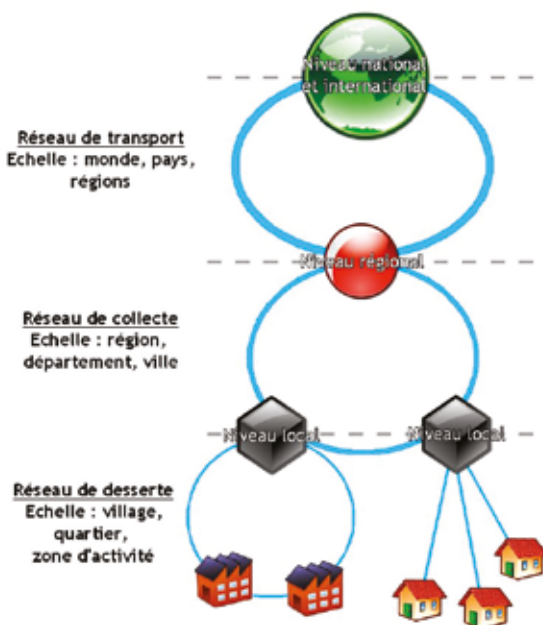 Niveau national
et international
Réseau de transport
Echelle : monde, pays,
régions
Niveau régional
Réseau de collecte
Echelle : région,
département, ville
Niveau local
Niveau local
Réseau de desserte
Echelle : village,
quartier,
zone d'activité